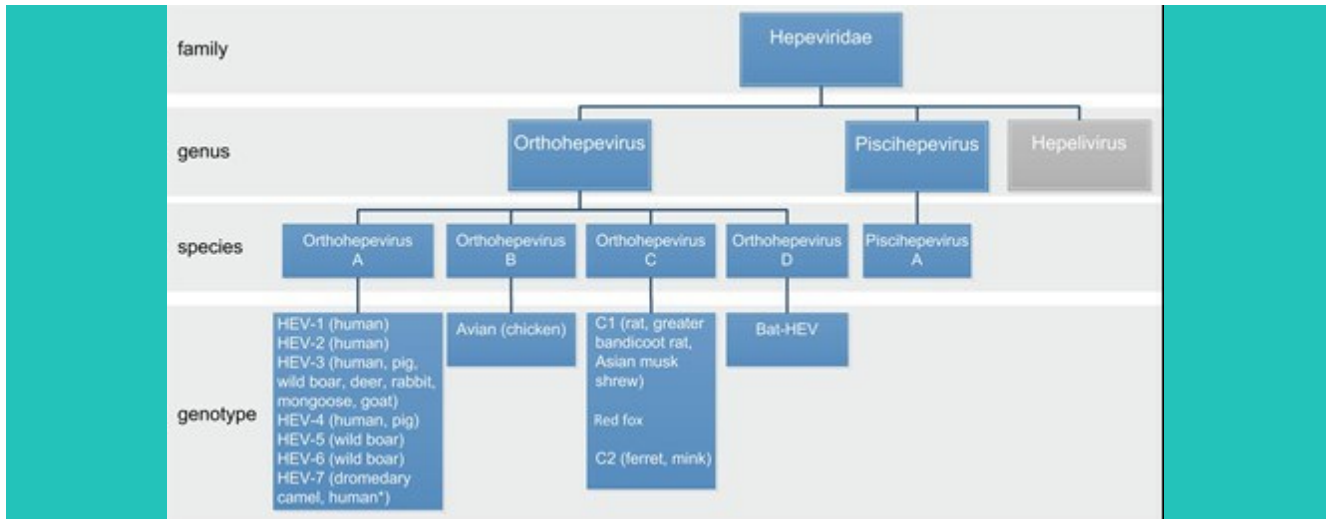 family
Hepeviridae
genus
Orthohepevirus
Piscihepevirus
Hepelivirus
species
Orthohepevirus
A
Orthohepevirus
B
Orthohepevirus
C
Orthohepevirus
D
Piscihepevirus
A
genotype
HEV-1 (human)
HEV-2 (human)
HEV-3 (human, pig,
wild boar, deer, rabbit,
mongoose, goat)
HEV-4 (human, pig)
HEV-5 (wild boar)
HEV-6 (wild boar)
HEV-7 (dromedary
camel, human*)
Avian (chicken)
C1 (rat, greater
bandicoot rat,
Asian musk
shrew)
Red fox
C2 (ferret, mink)
Bat-HEV